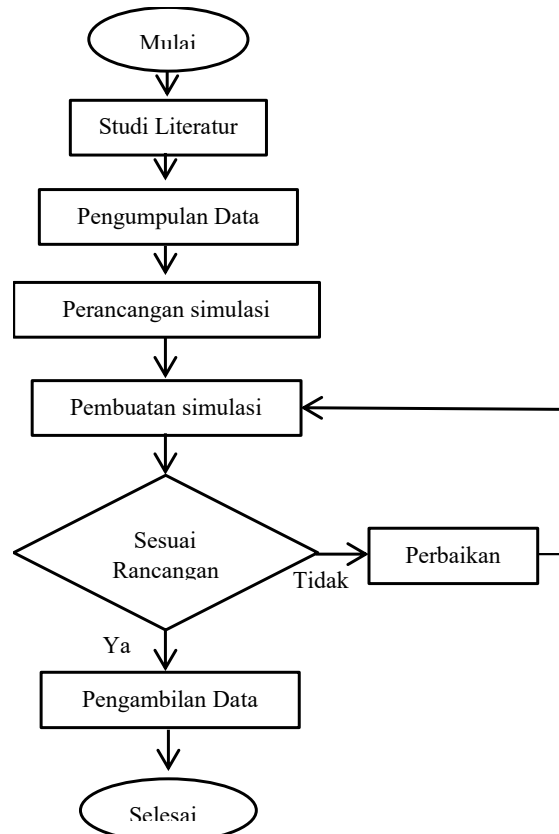 Mulai
Studi Literatur
Pengumpulan Data
Perancangan simulasi
Pembuatan simulasi
Sesuai
Rancangan
Tidak
Perbaikan
Ya
Pengambilan Data
Selesai